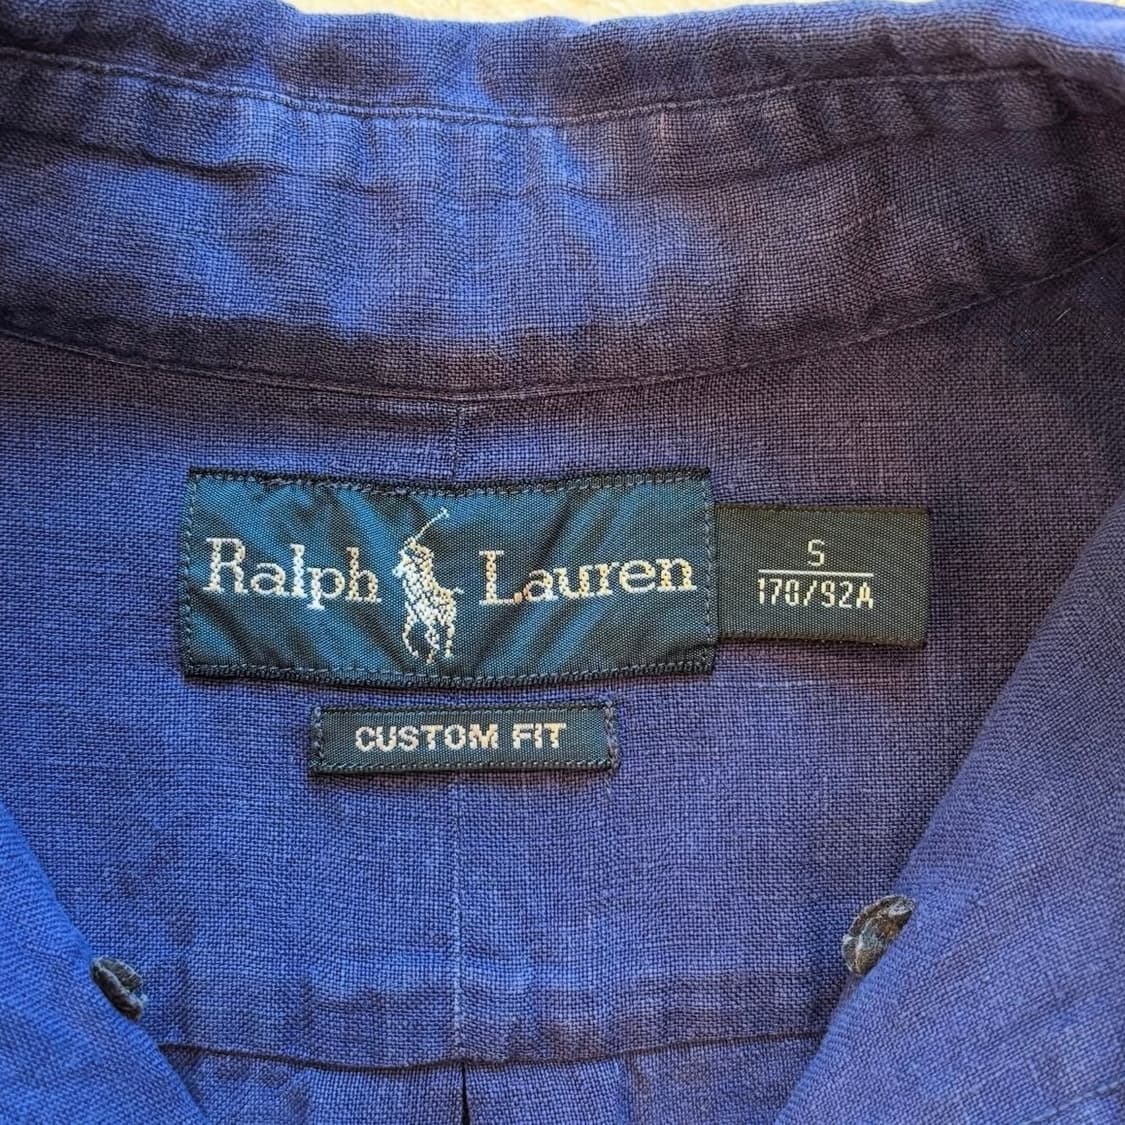 Ralph Lauren
S
170/92A
CUSTOM FIT